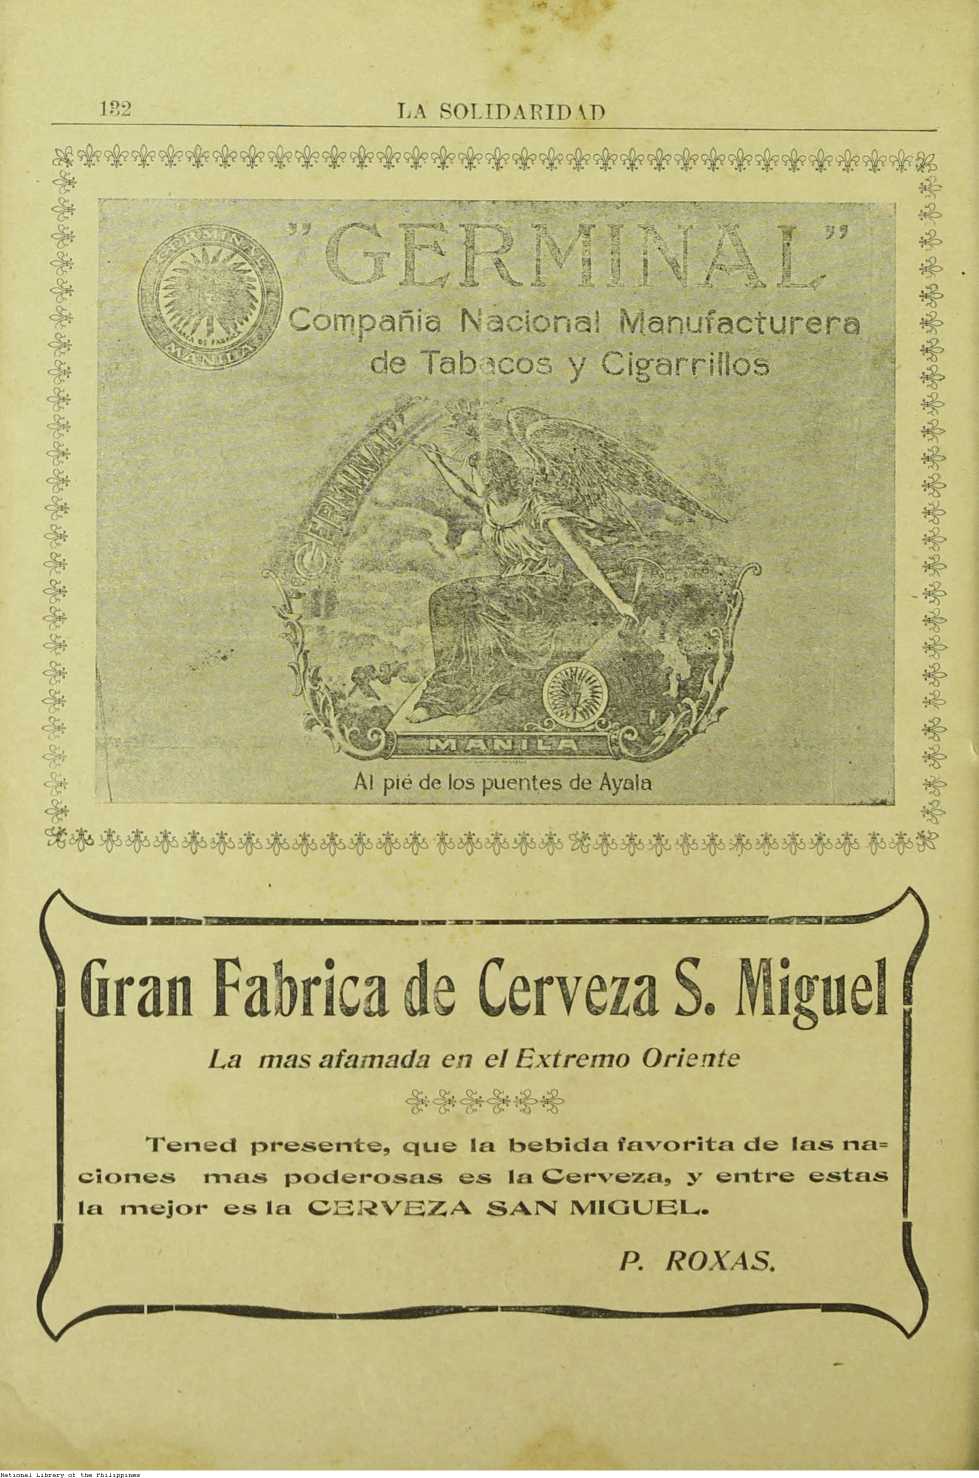 132
LA SOLIDARIDAD
"GERMINAL"
GERMINAL
MANILA
Compañia Nacional Manufacturera
de Tabacos y Cigarrillos
GERMINAL
MANILA
Al pié de los puentes de Ayala
Gran Fabrica de Cerveza S. Miguel
La mas afamada en el Extremo Oriente
Tened presente, que la bebida favorita de las na=
ciones mas poderosas es la Cerveza, y entre estas
la mejor es la CERVEZA SAN MIGUEL.
P. ROXAS.
National Library of the Philippines